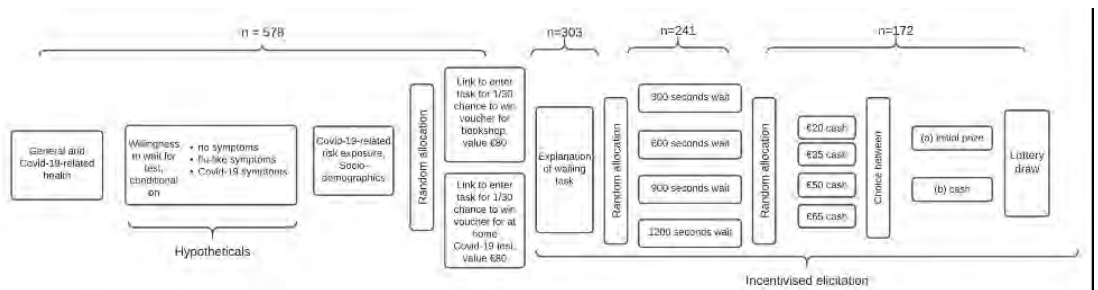 n = 578
n=303
n=241
n=172
General and
Covid-19-related
health
Willingness
to wait for
test,
conditional
on
• no symptoms
• flu-like symptoms
• Covid-19 symptoms
Hypotheticals
Covid-19-related
risk exposure,
Socio-
demographics
Random allocation
Link to enter
task for 1/30
chance to win
voucher for
bookshop,
value €80
Link to enter
task for 1/30
chance to win
voucher for at
home
Covid-19 test,
value €80
Explanation
of waiting
task
Random allocation
300 seconds wait
600 seconds wait
900 seconds wait
1200 seconds wait
Random allocation
€20 cash
€35 cash
€50 cash
€65 cash
Choice between
(a) initial prize
(b) cash
Lottery
draw
Incentivised elicitation